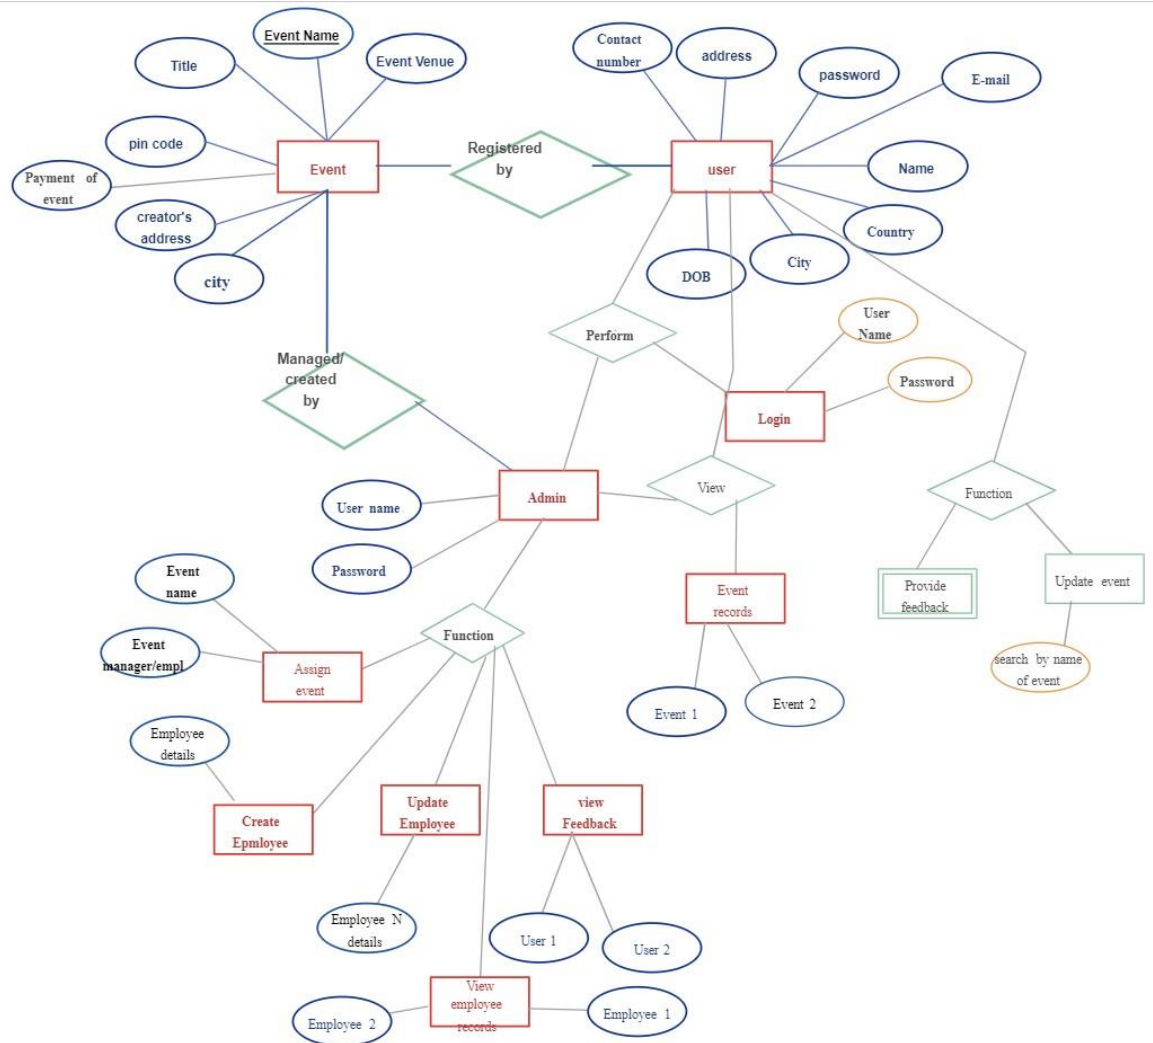 Event Name
Title
Event Venue
pin code
Payment of
event
creator's
address
city
Event
Registered
by
Contact
number
address
password
E-mail
Name
Country
City
DOB
user
Managed/
created
by
Perform
User
Name
Password
Login
View
Function
Provide
feedback
Update event
search by name
of event
Admin
User name
Password
Event
records
Event 1
Event 2
Function
Event
name
Event
manager/empl
Assign
event
Employee
details
Create
Epmloyee
Update
Employee
Employee N
details
view
Feedback
User 1
User 2
View
employee
records
Employee 2
Employee 1